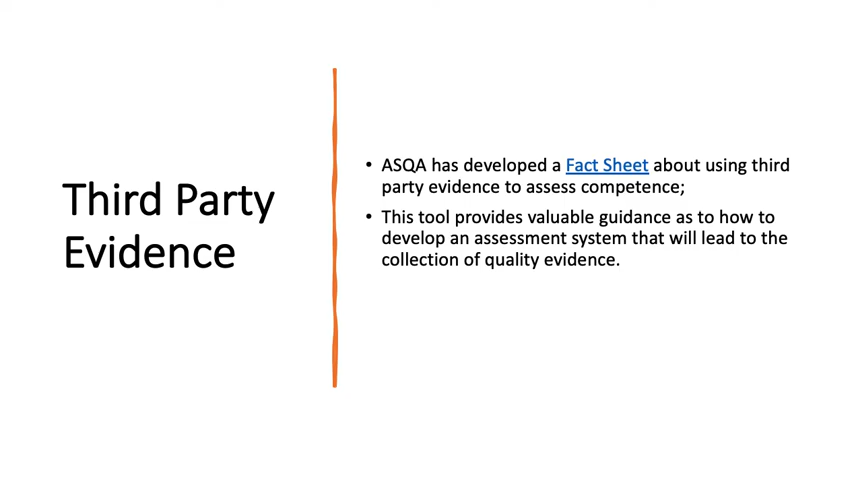 Third Party
Evidence
• ASQA has developed a Fact Sheet about using third
party evidence to assess competence;
• This tool provides valuable guidance as to how to
develop an assessment system that will lead to the
collection of quality evidence.